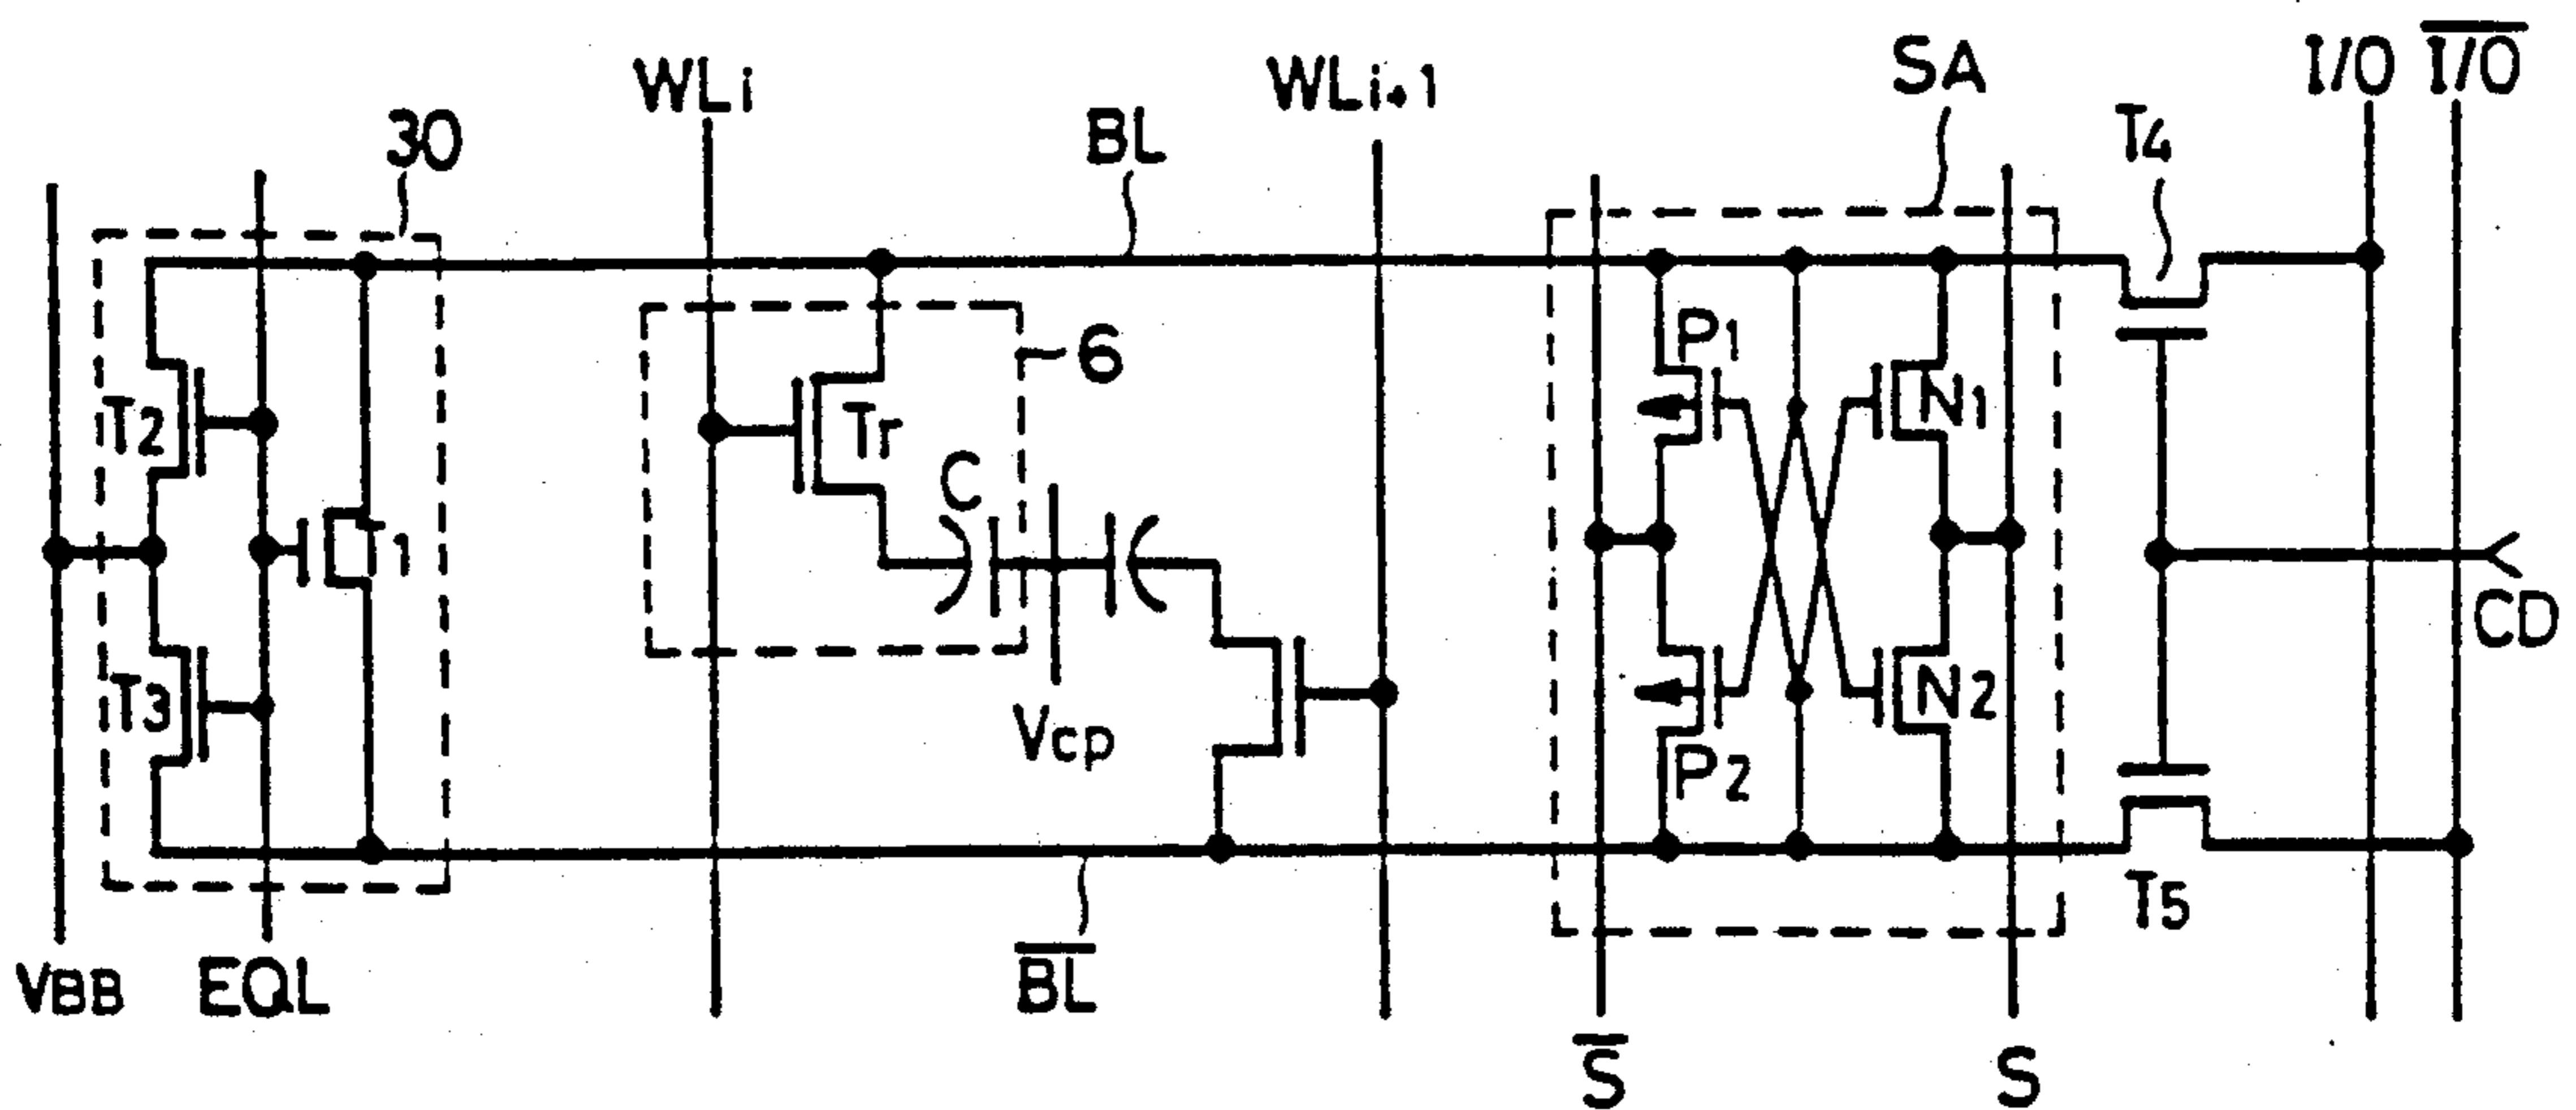 WLi
WLi+1
SA
I/O
I/O
30
BL
T4
P1
6
T2
Tr
N1
C
T1
CD
T3
N2
Vcp
P2
T5
VBB
EQL
BL
S
S